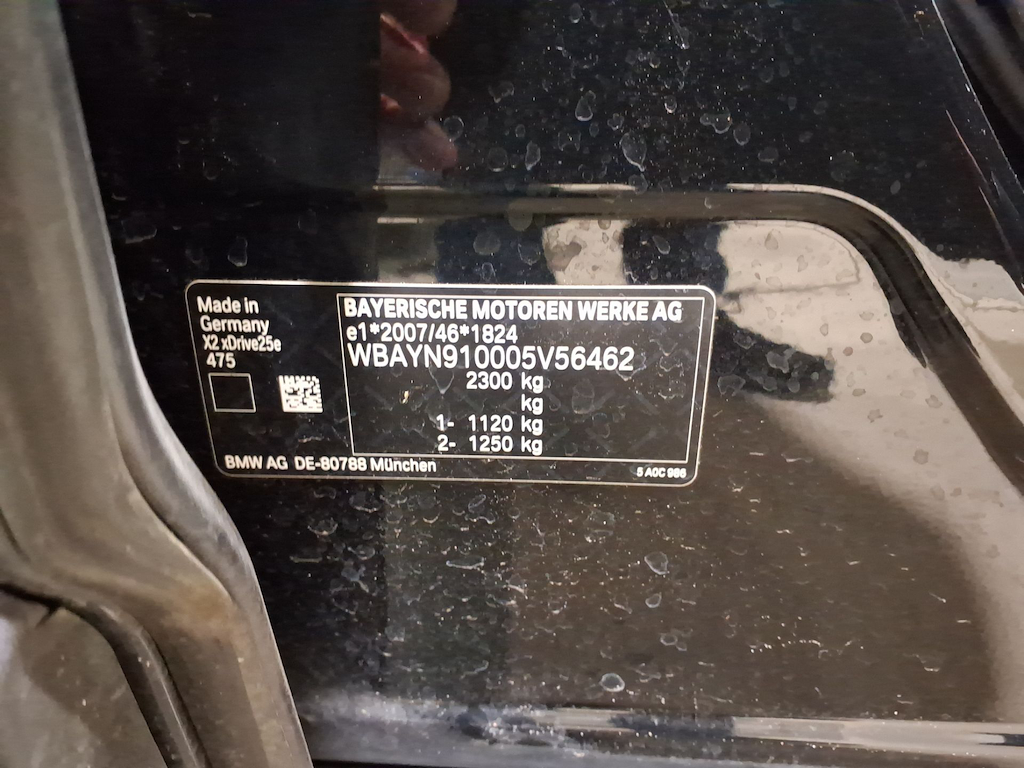 Made in
Germany
X2 xDrive25e
475
BAYERISCHE MOTOREN WERKE AG
e1*2007/46*1824
WBAYN910005V56462
2300 kg
kg
1- 1120 kg
2- 1250 kg
BMW AG DE-80788 München
5 A0C 986